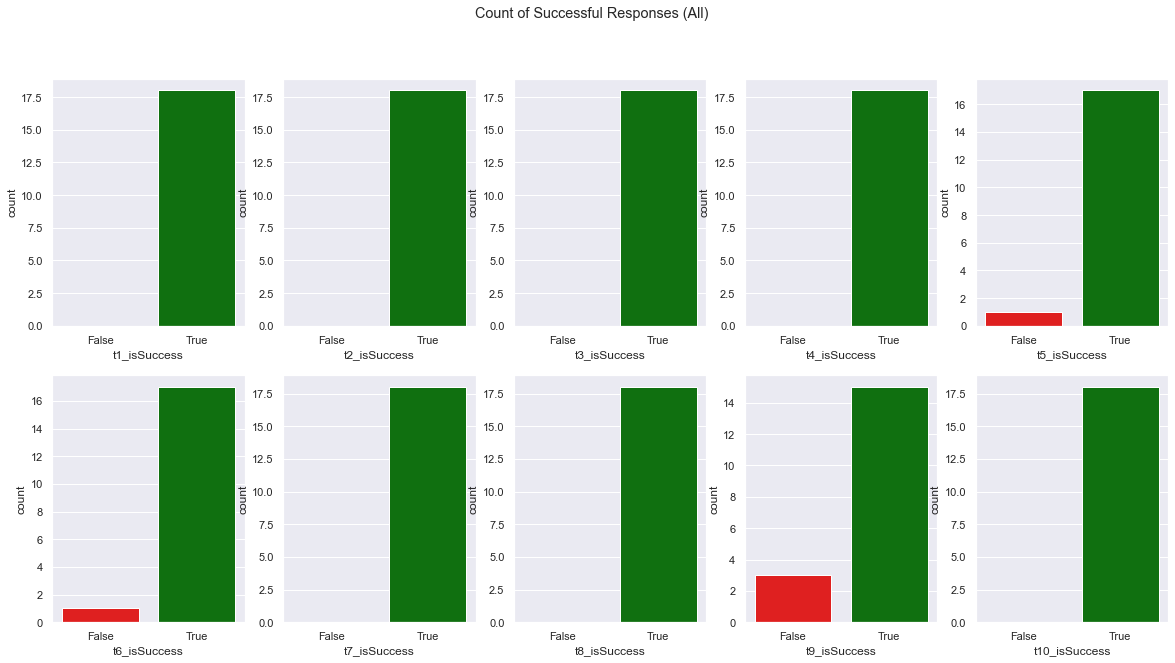 Count of Successful Responses (All)
17.5
15.0
12.5
10.0
7.5
5.0
2.5
0.0
count
False True
t1_isSuccess
17.5
15.0
12.5
10.0
7.5
5.0
2.5
0.0
count
False True
t2_isSuccess
17.5
15.0
12.5
10.0
7.5
5.0
2.5
0.0
count
False True
t3_isSuccess
17.5
15.0
12.5
10.0
7.5
5.0
2.5
0.0
count
False True
t4_isSuccess
16
14
12
10
8
6
4
2
0
count
False True
t5_isSuccess
16
14
12
10
8
6
4
2
0
count
False True
t6_isSuccess
17.5
15.0
12.5
10.0
7.5
5.0
2.5
0.0
count
False True
t7_isSuccess
17.5
15.0
12.5
10.0
7.5
5.0
2.5
0.0
count
False True
t8_isSuccess
14
12
10
8
6
4
2
0
count
False True
t9_isSuccess
17.5
15.0
12.5
10.0
7.5
5.0
2.5
0.0
count
False True
t10_isSuccess